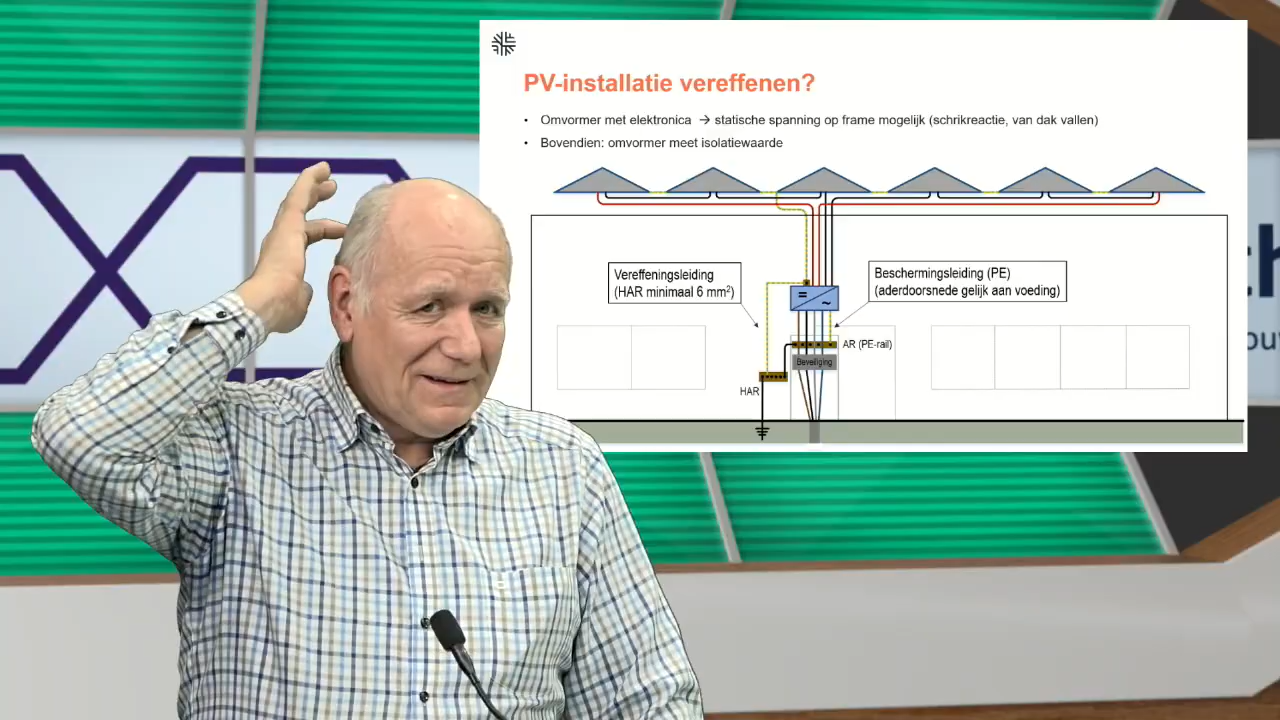 PV-installatie vereffenen?
• Omvormer met elektronica → statische spanning op frame mogelijk (schrikreactie, van dak vallen)
• Bovendien: omvormer meet isolatiewaarde
Vereffeningsleiding
(HAR minimaal 6 mm²)
Beschermingsleiding (PE)
(aderdoorsnede gelijk aan voeding)
=
~
AR (PE-rail)
Beveiliging
HAR